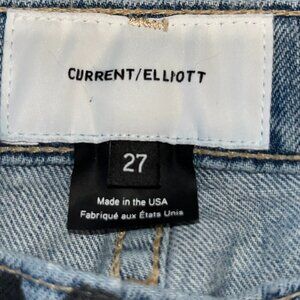 CURRENT/ELLIOTT
27
Made in the USA
Fabriqué aux États Unis